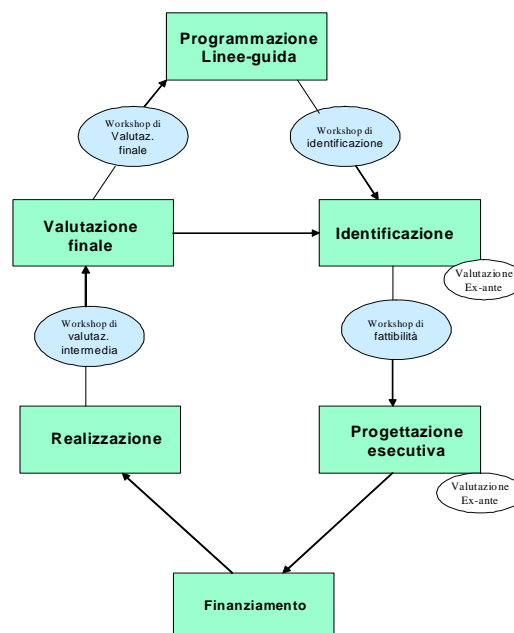 Programmazione
Linee-guida
Workshop di
Valutaz.
finale
Workshop di
identificazione
Valutazione
finale
Identificazione
Valutazione
Ex-ante
Workshop di
valutaz.
intermedia
Workshop di
fattibilità
Realizzazione
Progettazione
esecutiva
Valutazione
Ex-ante
Finanziamento